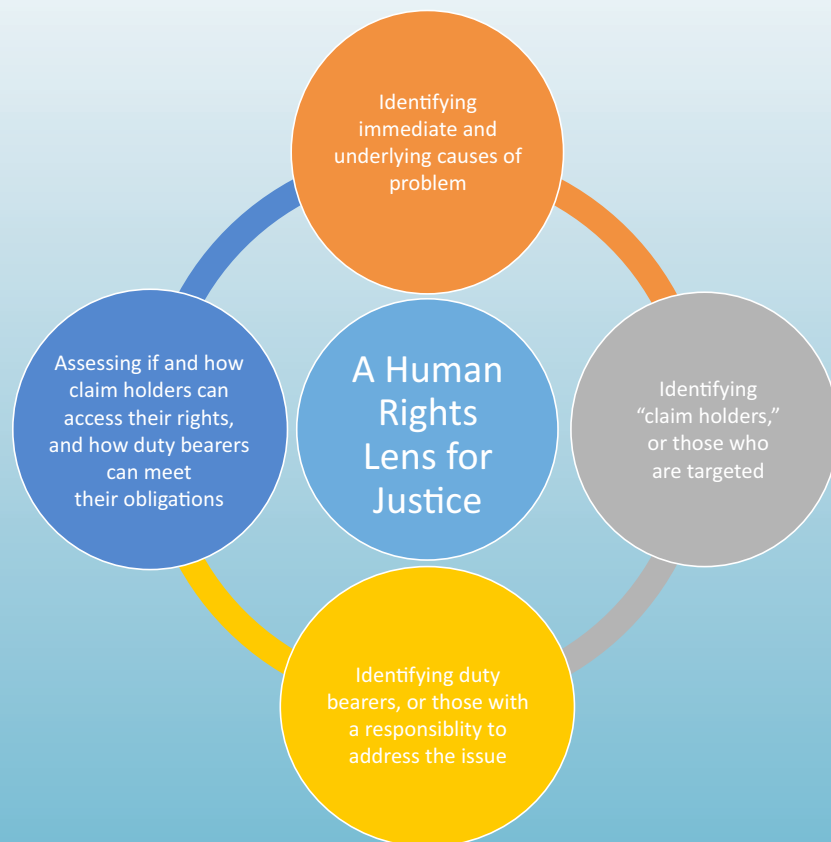 Identifying
immediate and
underlying causes of
problem
Assessing if and how
claim holders can
access their rights,
and how duty bearers
can meet
their obligations
A Human
Rights
Lens for
Justice
Identifying
“claim holders,”
or those who
are targeted
Identifying duty
bearers, or those with
a responsiblity to
address the issue